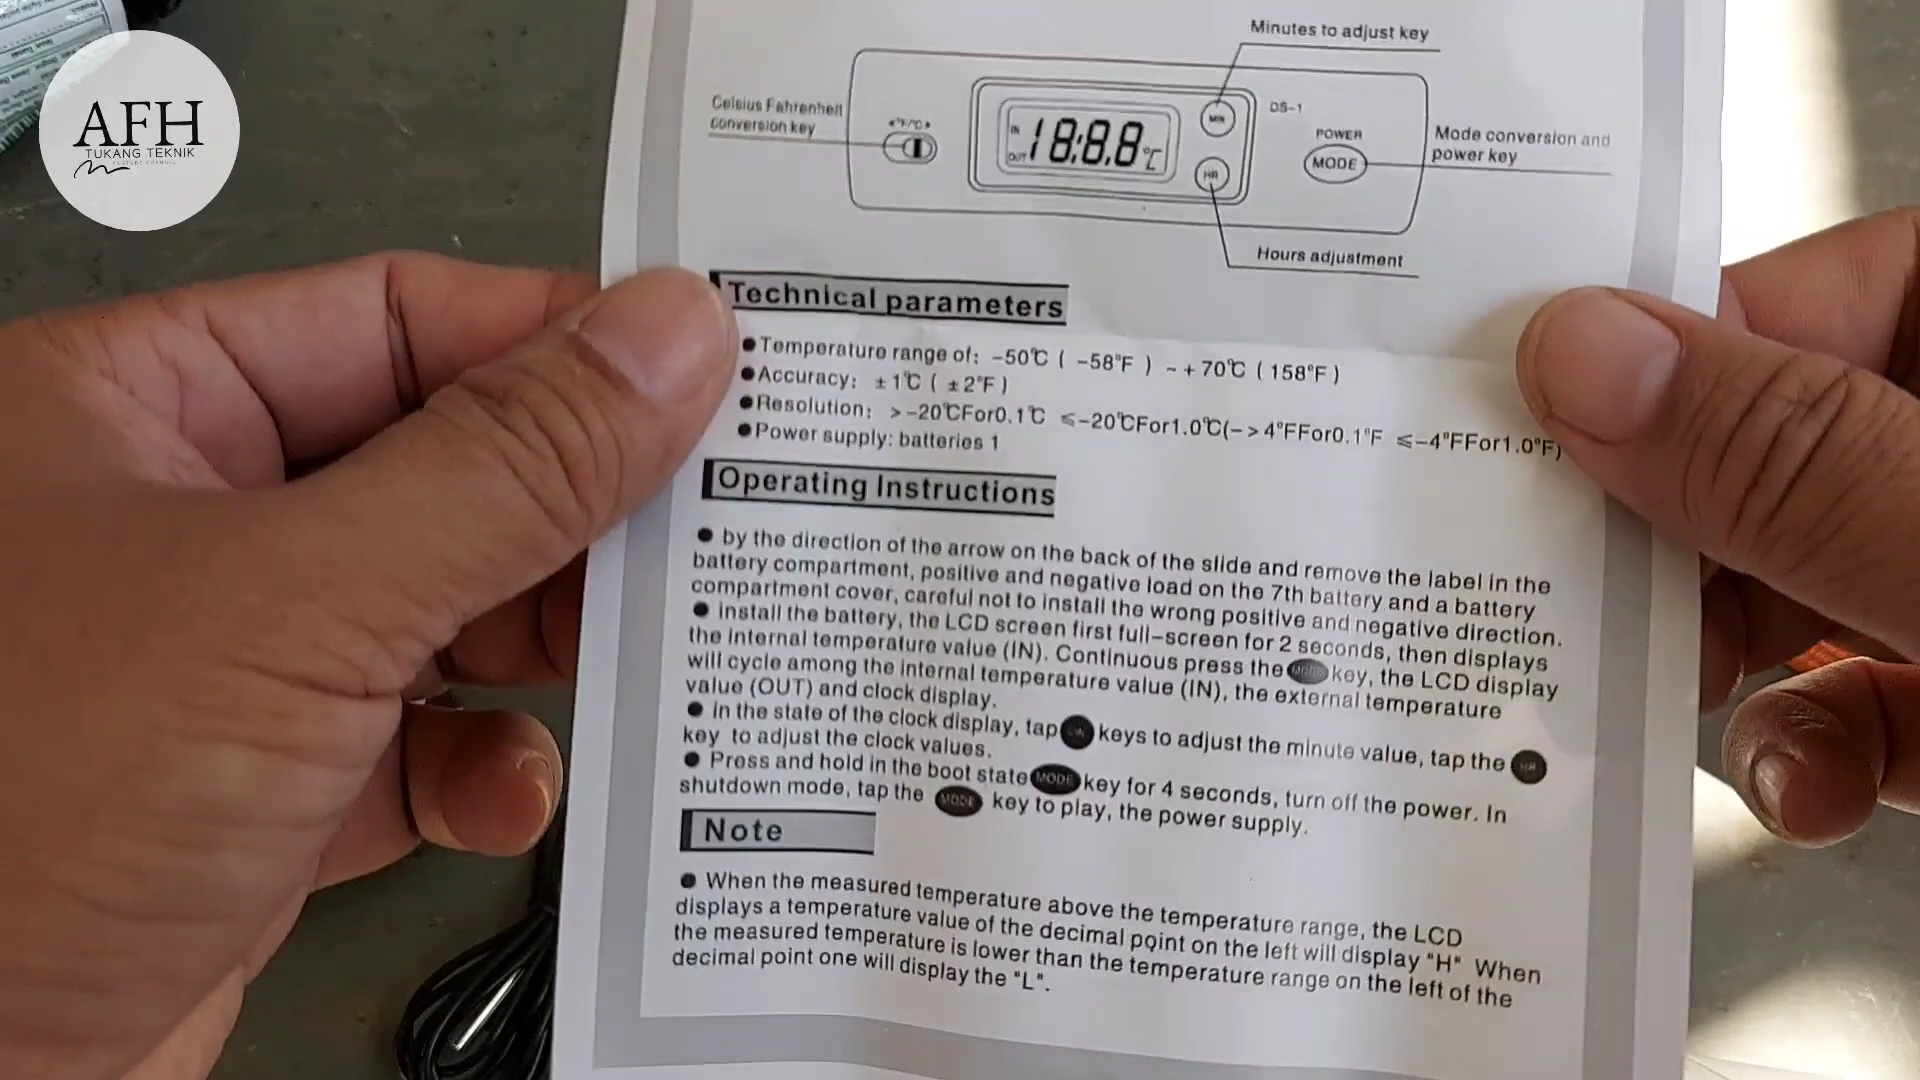 AFH
TUKANG TEKNIK
YOUTUBE CHANNEL
Minutes to adjust key
Celsius Fahrenheit
conversion key
◄°F/°C►
IN
OUT
18:8.8
℃
MIN
HR
DS-1
POWER
MODE
Mode conversion and
power key
Hours adjustment
Technical parameters
●Temperature range of: -50℃ ( -58°F ) ~ +70℃ ( 158°F )
●Accuracy: ±1℃ ( ±2°F )
●Resolution: >-20℃For0.1℃ ≤-20℃For1.0℃(->4°FFor0.1°F ≤-4°FFor1.0°F)
●Power supply: batteries 1
Operating Instructions
● by the direction of the arrow on the back of the slide and remove the label in the
battery compartment, positive and negative load on the 7th battery and a battery
compartment cover, careful not to install the wrong positive and negative direction.
● install the battery, the LCD screen first full-screen for 2 seconds, then displays
the internal temperature value (IN). Continuous press the MODE key, the LCD display
will cycle among the internal temperature value (IN), the external temperature
value (OUT) and clock display.
● in the state of the clock display, tap keys to adjust the minute value, tap the HR
key to adjust the clock values.
● Press and hold in the boot state MODE key for 4 seconds, turn off the power. In
shutdown mode, tap the MODE key to play, the power supply.
Note
● When the measured temperature above the temperature range, the LCD
displays a temperature value of the decimal point on the left will display "H" When
the measured temperature is lower than the temperature range on the left of the
decimal point one will display the "L".